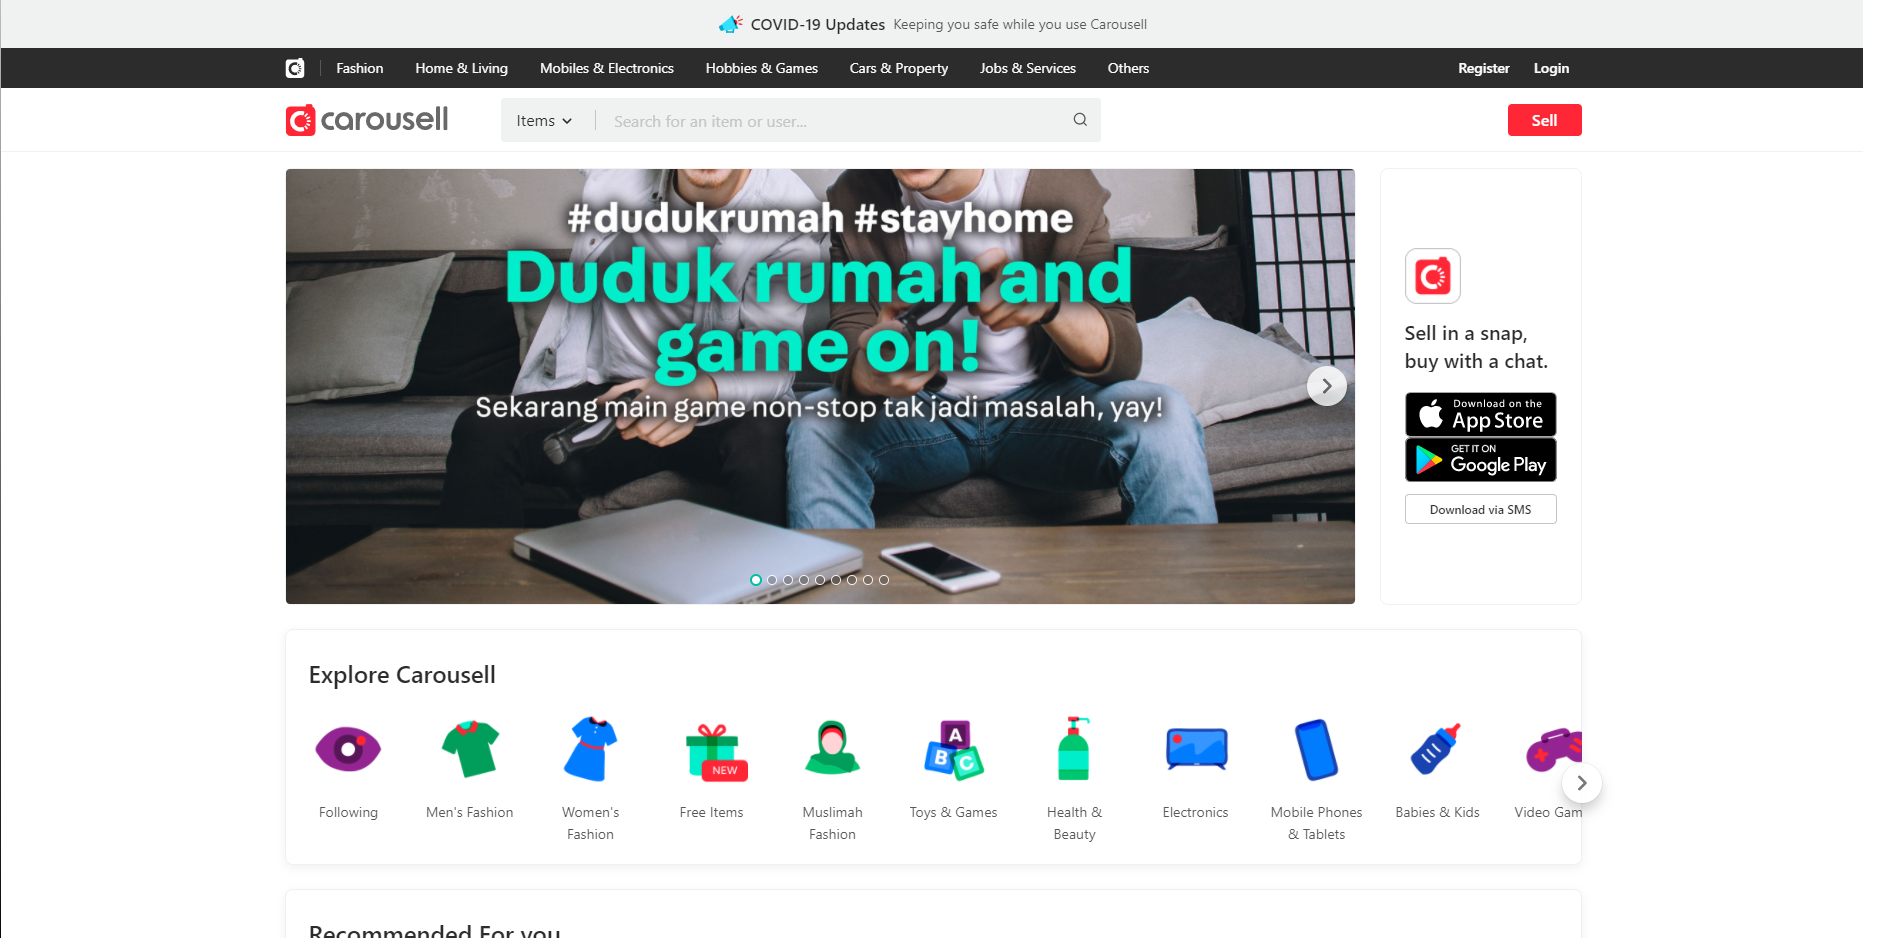 COVID-19 Updates Keeping you safe while you use Carousell
Fashion Home & Living Mobiles & Electronics Hobbies & Games Cars & Property Jobs & Services Others Register Login
carousell Items Search for an item or user... Sell
#dudukrumah #stayhome
Duduk rumah and
game on!
Sekarang main game non-stop tak jadi masalah, yay!
Sell in a snap,
buy with a chat.
Download on the
App Store
GET IT ON
Google Play
Download via SMS
Explore Carousell
A
B C
NEW
Following
Men's Fashion
Women's
Fashion
Free Items
Muslimah
Fashion
Toys & Games
Health &
Beauty
Electronics
Mobile Phones
& Tablets
Babies & Kids
Video Gam
Recommended For you